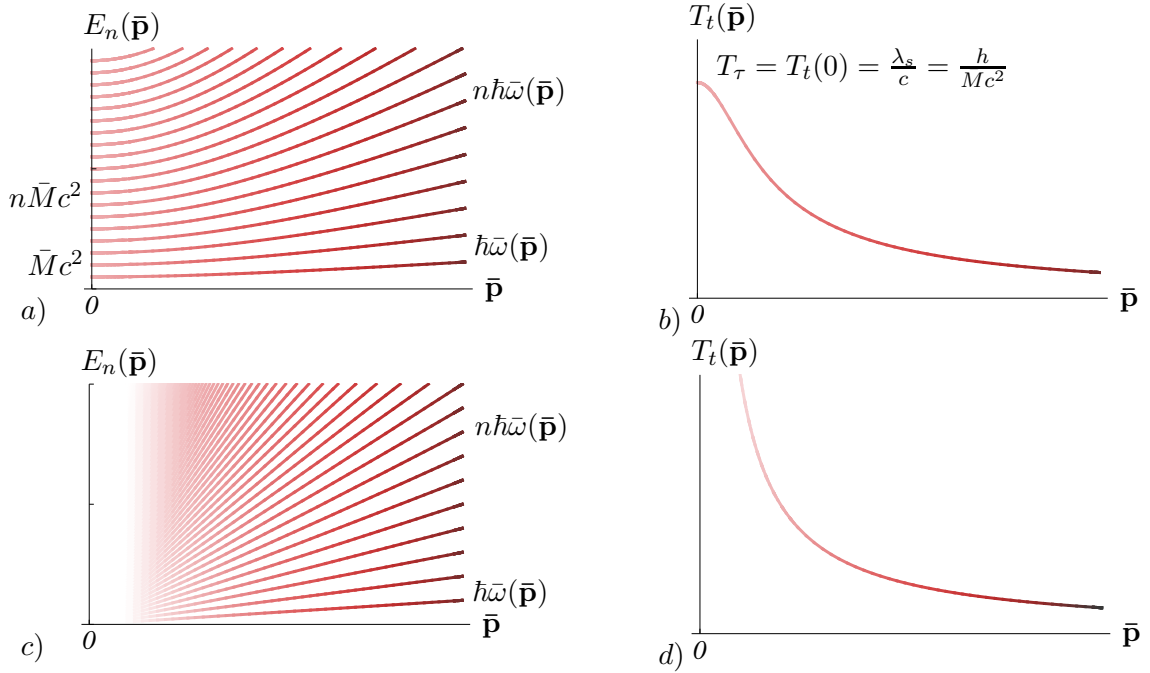 E_n(p̄)
nħω̄(p̄)
nM̄c²
ħω̄(p̄)
M̄c²
p̄
0
a)
T_t(p̄)
T_τ = T_t(0) = λ_s/c = h/M̄c²
p̄
0
b)
E_n(p̄)
nħω̄(p̄)
ħω̄(p̄)
p̄
0
c)
T_t(p̄)
p̄
0
d)